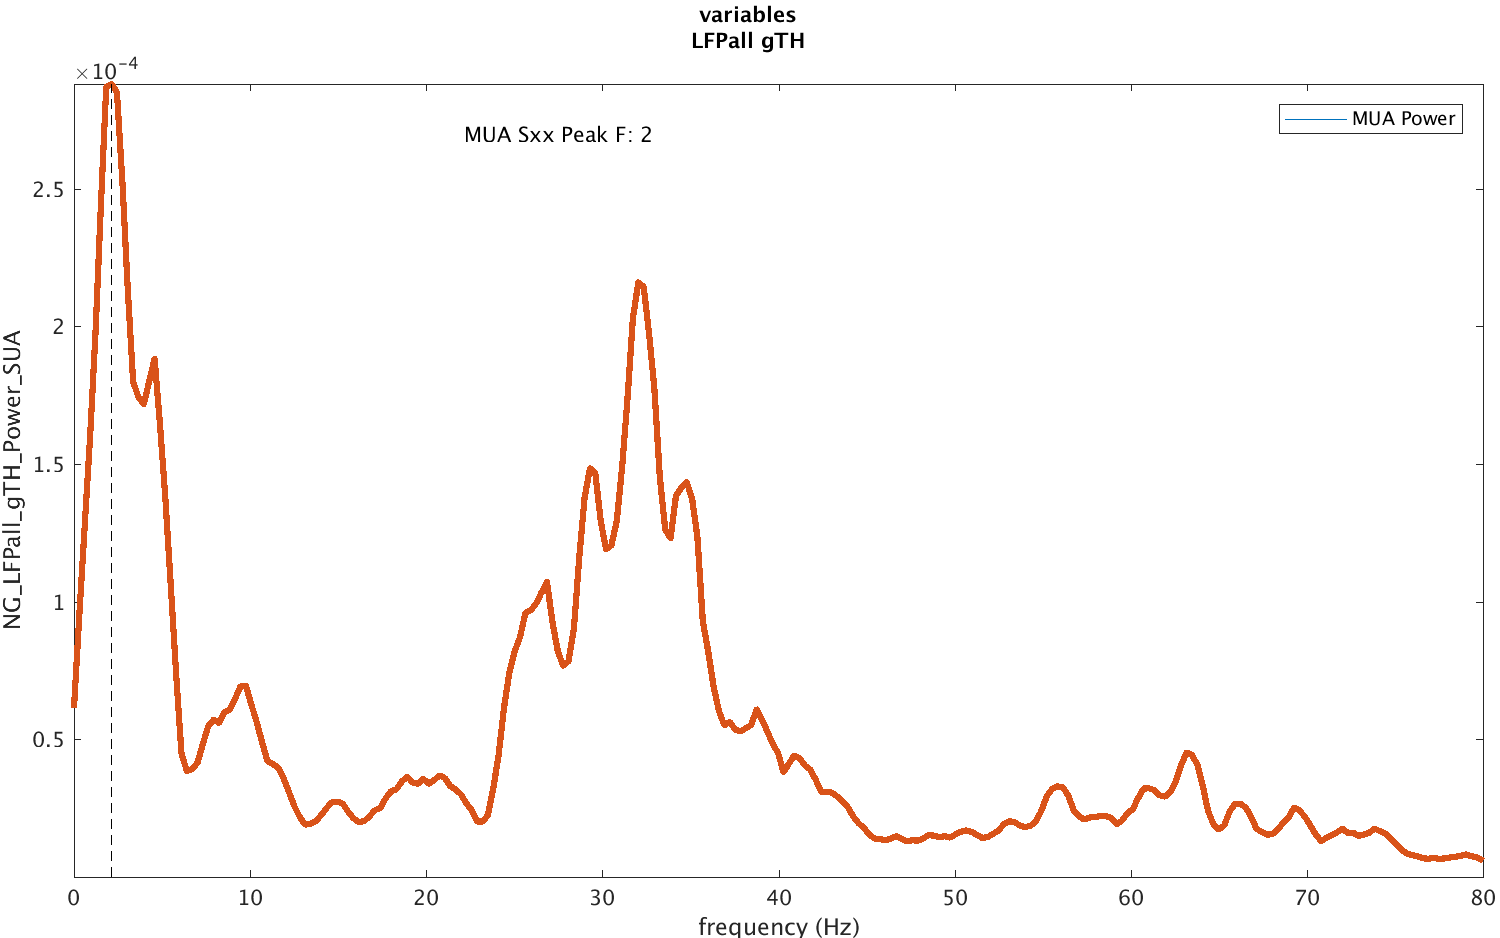 variables
LFPall gTH
×10⁻⁴
MUA Sxx Peak F: 2
MUA Power
2.5
2
1.5
1
0.5
NG_LFPall_gTH_Power_SUA
0 10 20 30 40 50 60 70 80
frequency (Hz)